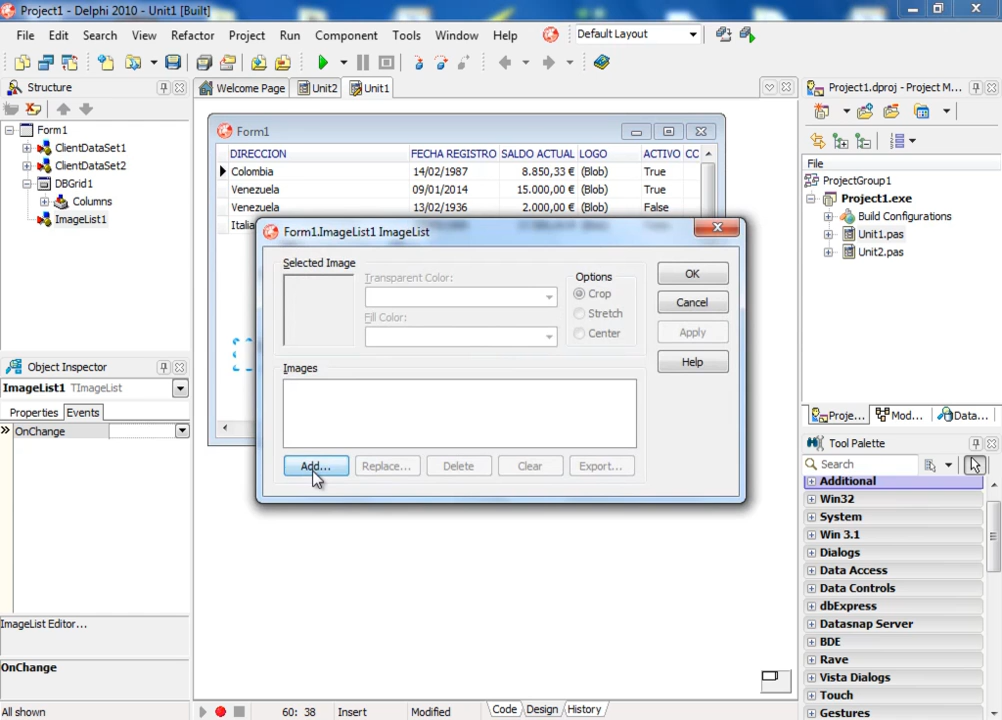 Project1 - Delphi 2010 - Unit1 [Built]
File Edit Search View Refactor Project Run Component Tools Window Help Default Layout
Structure
Form1
ClientDataSet1
ClientDataSet2
DBGrid1
Columns
ImageList1
Object Inspector
ImageList1 TImageList
Properties Events
OnChange
ImageList Editor...
OnChange
All shown
Welcome Page Unit2 Unit1
Form1
DIRECCION FECHA REGISTRO SALDO ACTUAL LOGO ACTIVO CC
Colombia 14/02/1987 8.850,33 € (Blob) True
Venezuela 09/01/2014 15.000,00 € (Blob) True
Venezuela 13/02/1936 2.000,00 € (Blob) False
Italia
Form1.ImageList1 ImageList
Selected Image
Transparent Color:
Fill Color:
Options
Crop
Stretch
Center
OK
Cancel
Apply
Help
Images
Add... Replace... Delete Clear Export...
60: 38 Insert Modified Code Design History
Project1.dproj - Project M...
File
ProjectGroup1
Project1.exe
Build Configurations
Unit1.pas
Unit2.pas
Proje... Mod... Data...
Tool Palette
Search
Additional
Win32
System
Win 3.1
Dialogs
Data Access
Data Controls
dbExpress
Datasnap Server
BDE
Rave
Vista Dialogs
Touch
Gestures